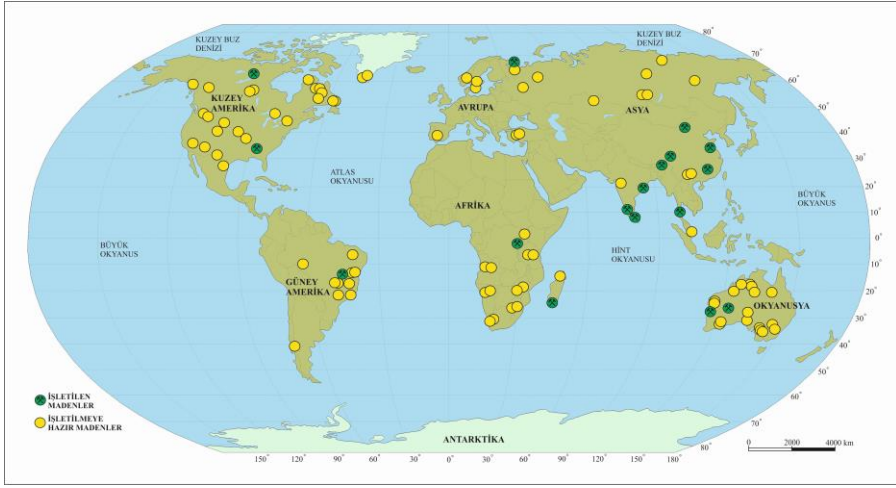 KUZEY BUZ
DENİZİ
KUZEY BUZ
DENİZİ
80°
70°
60°
50°
40°
30°
20°
10°
0°
10°
20°
30°
40°
50°
60°
70°
80°
KUZEY
AMERİKA
AVRUPA
ASYA
ATLAS
OKYANUSU
AFRİKA
BÜYÜK
OKYANUS
BÜYÜK
OKYANUS
HİNT
OKYANUSU
GÜNEY
AMERİKA
OKYANUSYA
İŞLETİLEN
MADENLER
İŞLETİLMEYE
HAZIR MADENLER
ANTARKTİKA
0 2000 4000 km
150° 120° 90° 60° 30° 0° 30° 60° 90° 120° 150° 180°